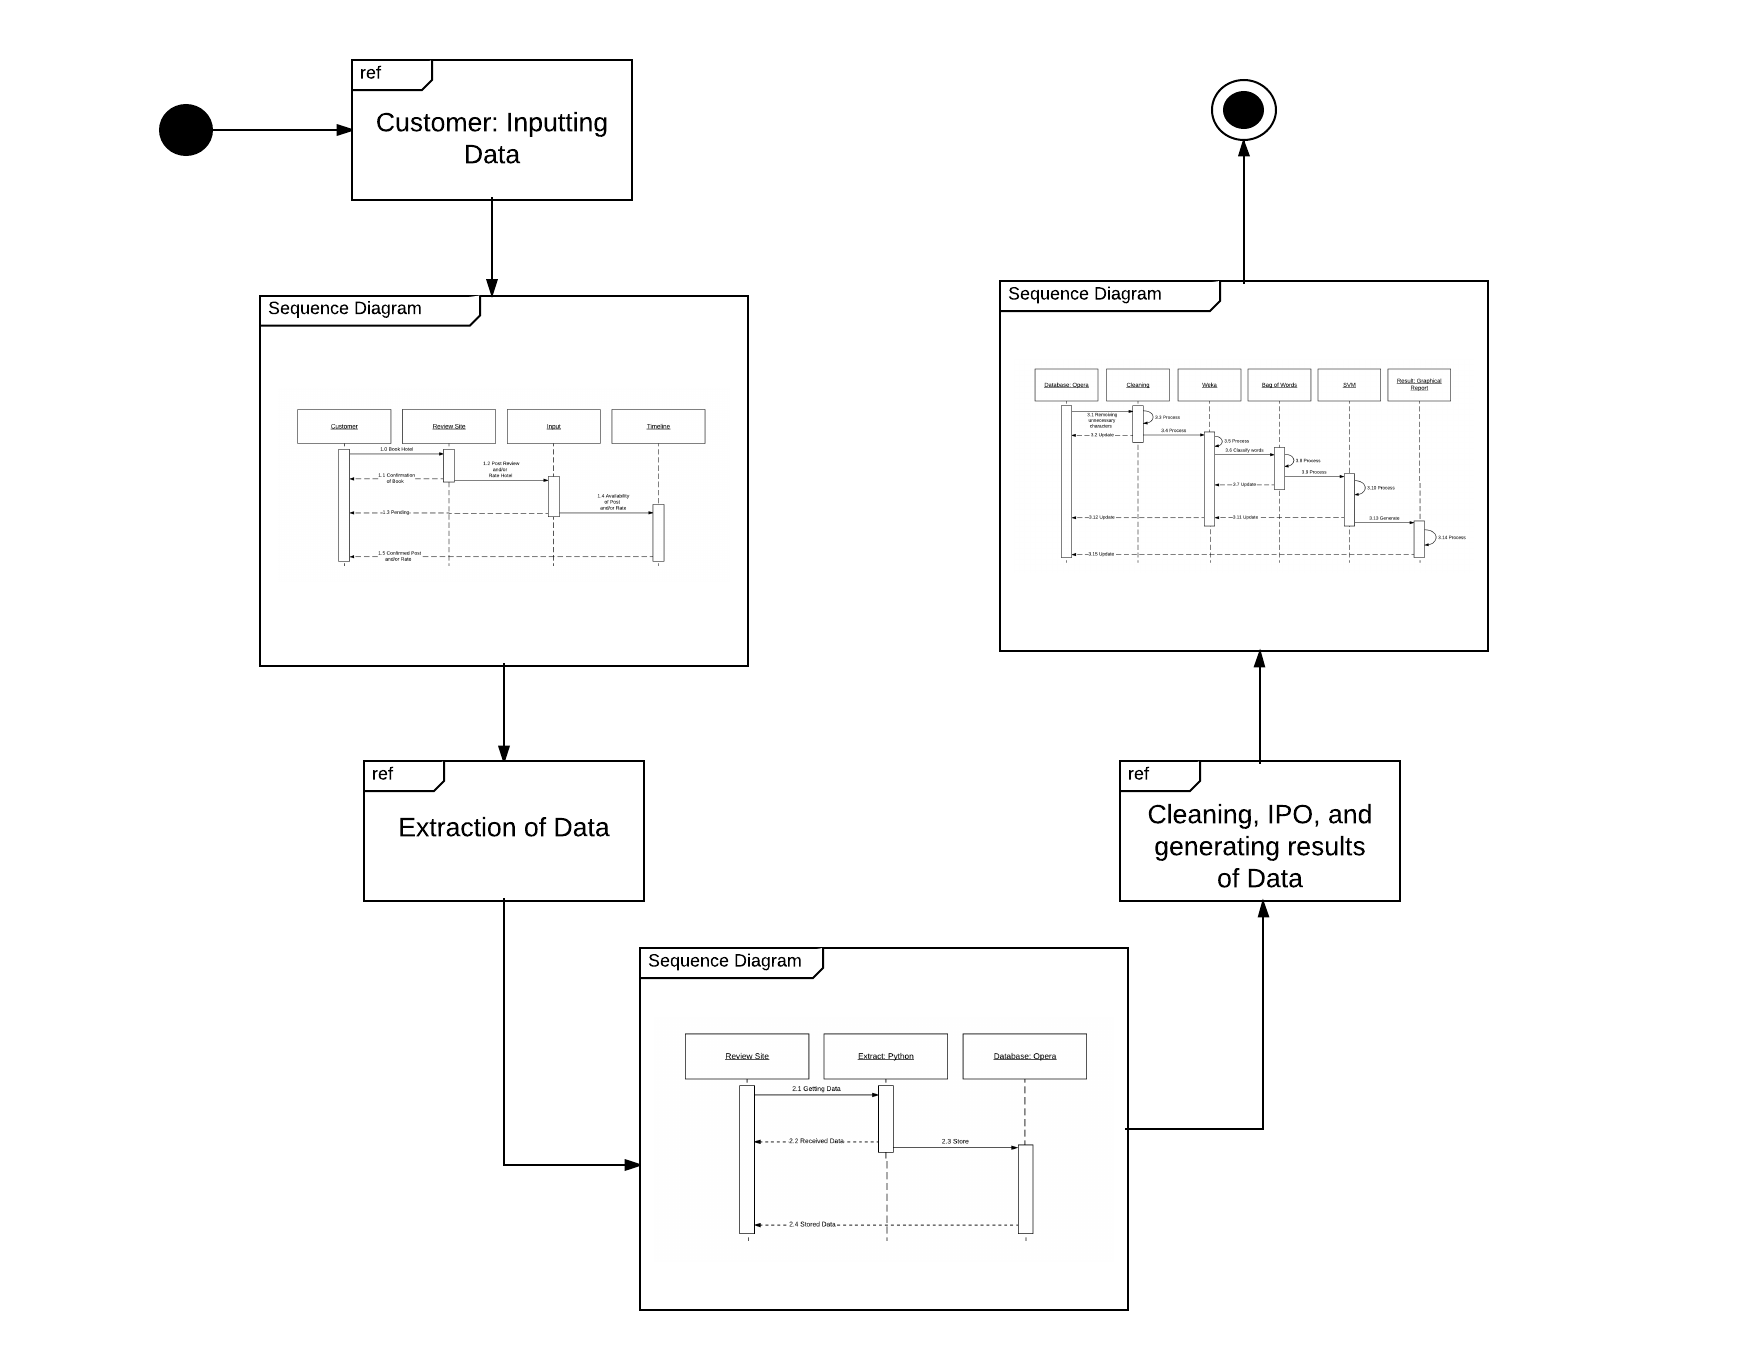 ref
Customer: Inputting
Data
Sequence Diagram
Customer
Review Site
Input
Timeline
1.0 Book Hotel
1.1 Confirmation
of Book
1.2 Post Review
and/or
Rate Hotel
1.3 Pending
1.4 Availability
of Post
and/or Rate
1.5 Confirmed Post
and/or Rate
ref
Extraction of Data
Sequence Diagram
Review Site
Extract: Python
Database: Opera
2.1 Getting Data
2.2 Received Data
2.3 Store
2.4 Stored Data
ref
Cleaning, IPO, and
generating results
of Data
Sequence Diagram
Database: Opera
Cleaning
Weka
Bag of Words
SVM
Result: Graphical
Report
3.1 Removing
unnecessary
characters
3.3 Process
3.2 Update
3.4 Process
3.5 Process
3.6 Classify words
3.8 Process
3.9 Process
3.7 Update
3.10 Process
3.12 Update
3.11 Update
3.13 Generate
3.14 Process
3.15 Update